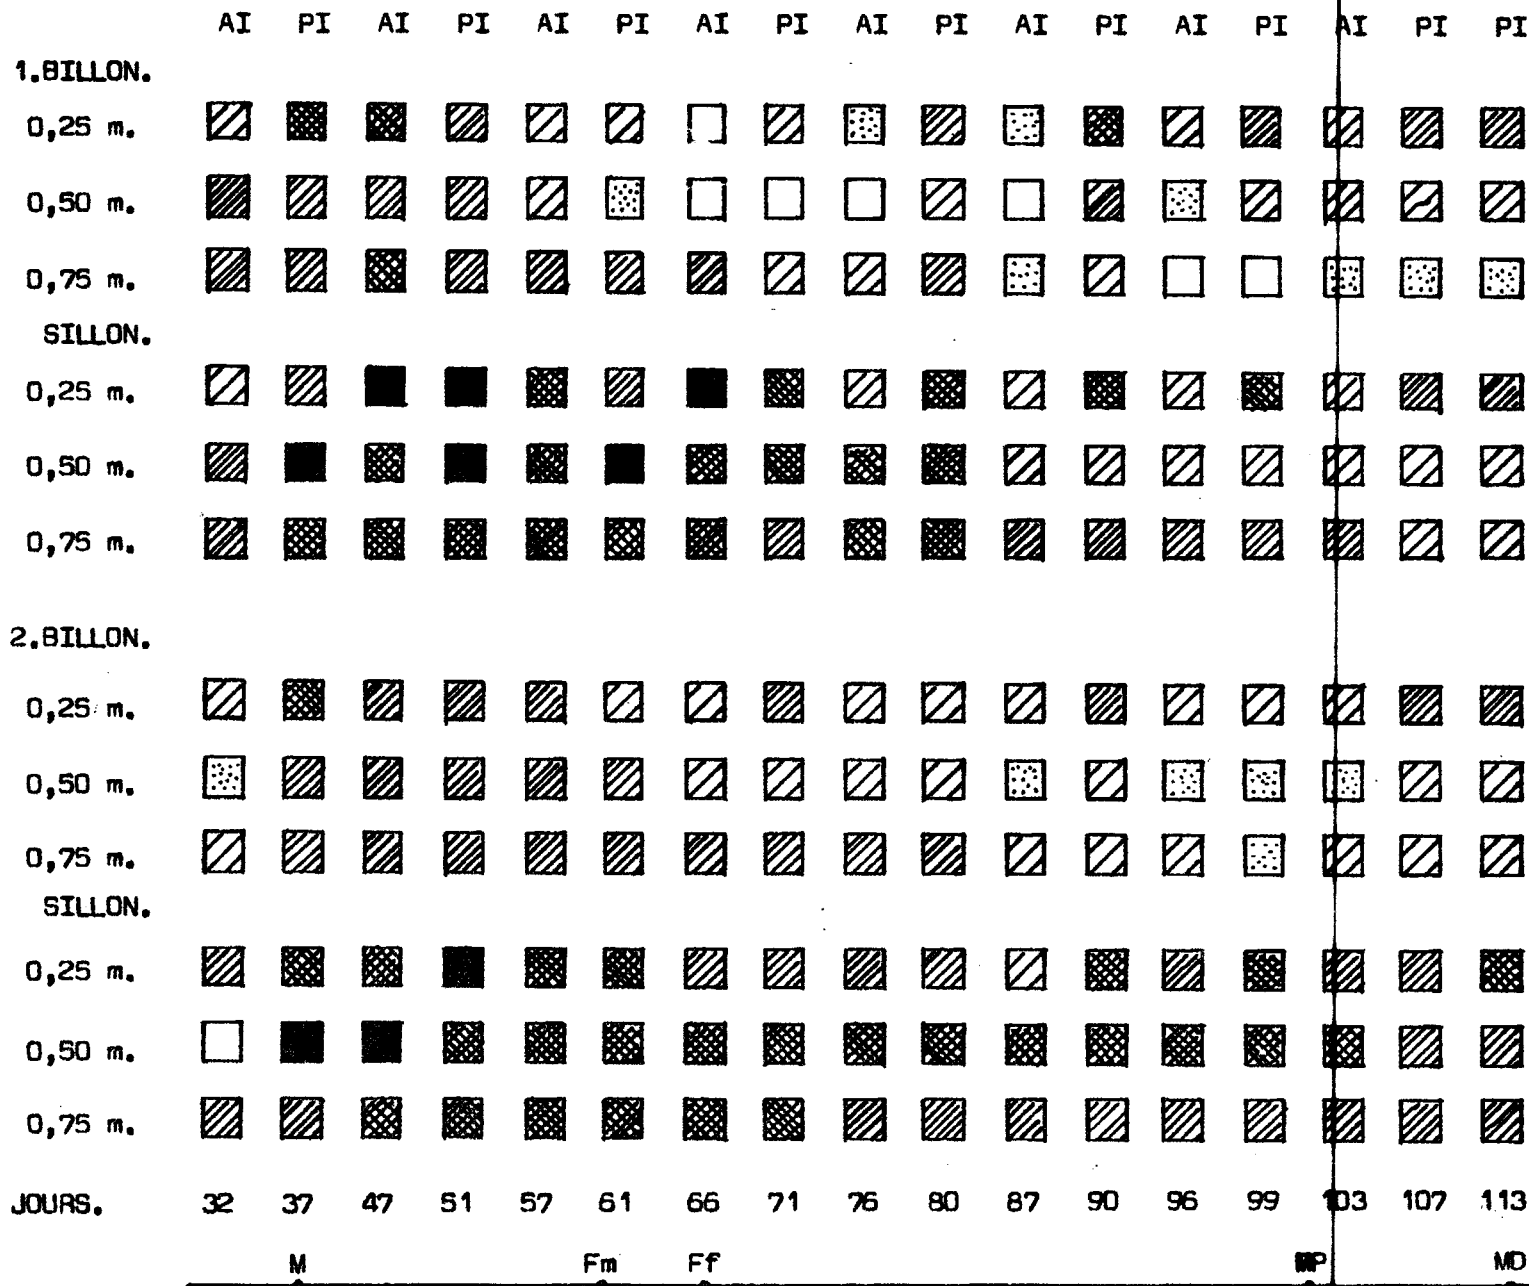 AI PI AI PI AI PI AI PI AI PI AI PI AI PI AI PI PI
1.BILLON.
0,25 m.
0,50 m.
0,75 m.
SILLON.
0,25 m.
0,50 m.
0,75 m.
2.BILLON.
0,25 m.
0,50 m.
0,75 m.
SILLON.
0,25 m.
0,50 m.
0,75 m.
JOURS. 32 37 47 51 57 61 66 71 76 80 87 90 96 99 103 107 113
M Fm Ff MP MD